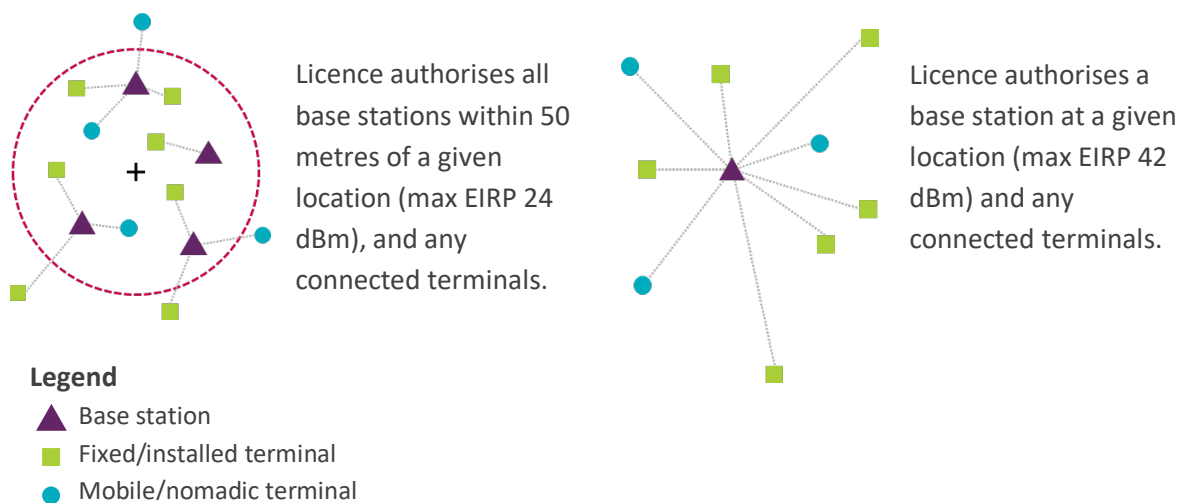 Licence authorises all
base stations within 50
metres of a given
location (max EIRP 24
dBm), and any
connected terminals.
Licence authorises a
base station at a given
location (max EIRP 42
dBm) and any
connected terminals.
Legend
Base station
Fixed/installed terminal
Mobile/nomadic terminal